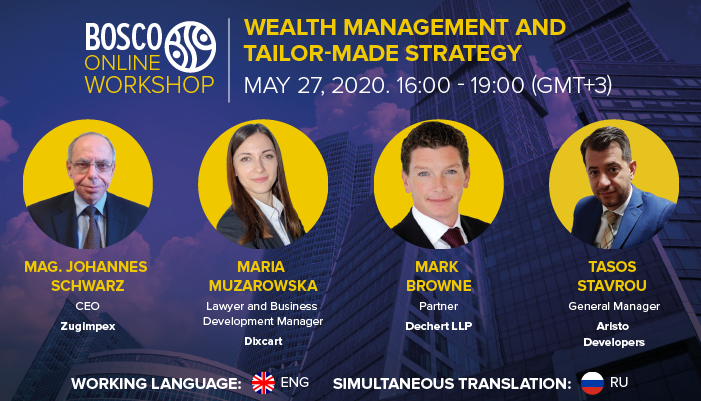 BOSCO
ONLINE
WORKSHOP
WEALTH MANAGEMENT AND
TAILOR-MADE STRATEGY
MAY 27, 2020. 16:00 - 19:00 (GMT+3)
MAG. JOHANNES
SCHWARZ
CEO
Zugimpex
MARIA
MUZAROWSKA
Lawyer and Business
Development Manager
Dixcart
MARK
BROWNE
Partner
Dechert LLP
TASOS
STAVROU
General Manager
Aristo
Developers
WORKING LANGUAGE: ENG SIMULTANEOUS TRANSLATION: RU